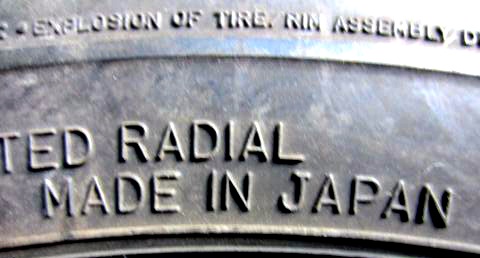 EXPLOSION OF TIRE/RIM ASSEMBLY
TED RADIAL
MADE IN JAPAN